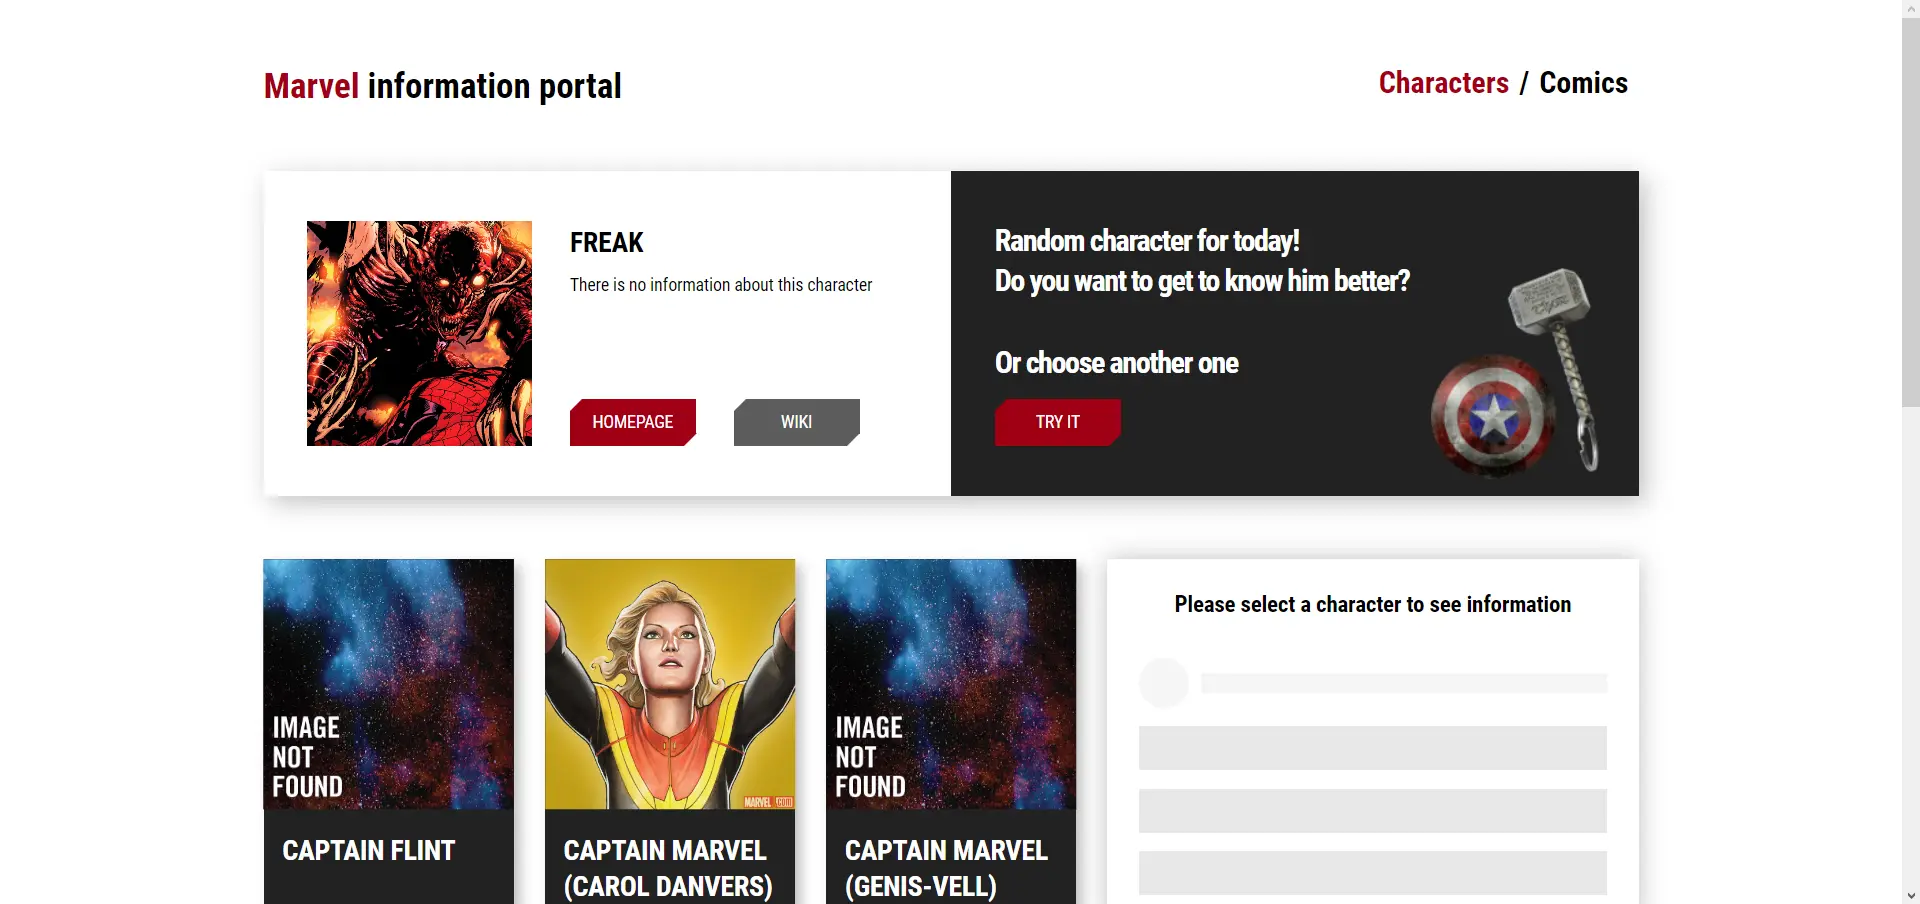 Marvel information portal
Characters / Comics
FREAK
There is no information about this character
HOMEPAGE
WIKI
Random character for today!
Do you want to get to know him better?
Or choose another one
TRY IT
IMAGE
NOT
FOUND
CAPTAIN FLINT
MARVEL.COM
CAPTAIN MARVEL
(CAROL DANVERS)
IMAGE
NOT
FOUND
CAPTAIN MARVEL
(GENIS-VELL)
Please select a character to see information